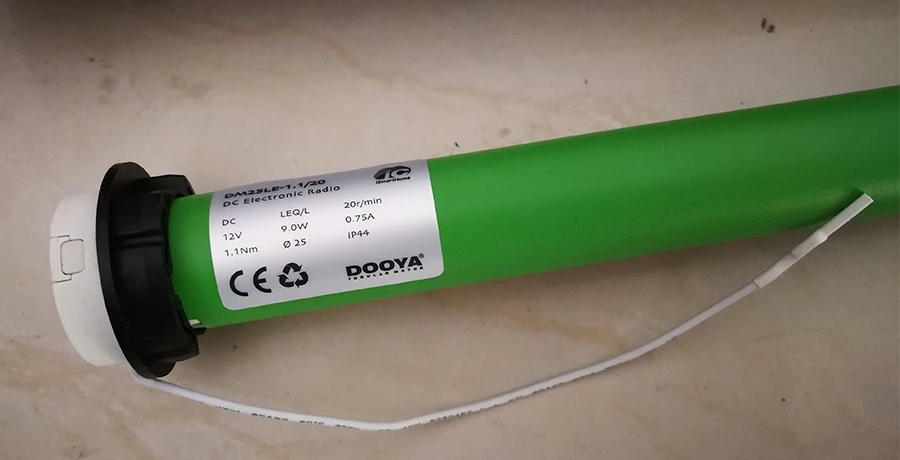 DM25LE-1.1/20
DC Electronic Radio
iSmartHome
DC LEQ/L 20r/min
12V 9.0W 0.75A
1.1Nm Ø 25 IP44
CE
DOOYA®
TUBULAR MOTOR